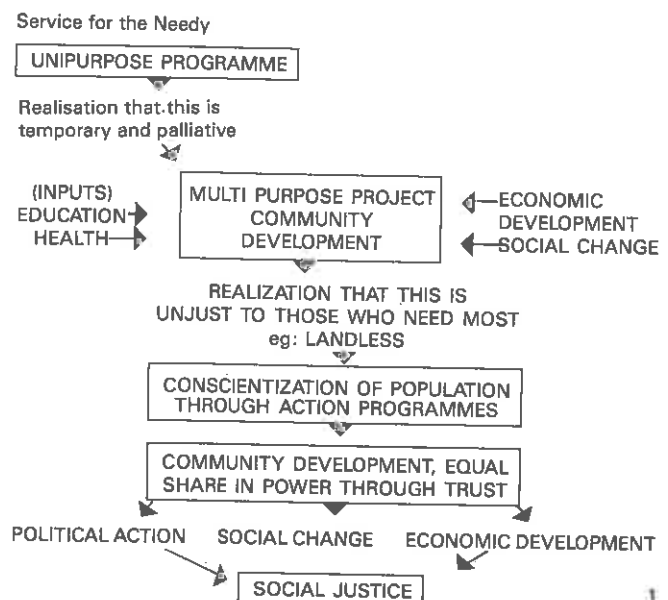 Service for the Needy
UNIPURPOSE PROGRAMME
Realisation that this is
temporary and palliative
(INPUTS)
EDUCATION
HEALTH
MULTI PURPOSE PROJECT
COMMUNITY
DEVELOPMENT
ECONOMIC
DEVELOPMENT
SOCIAL CHANGE
REALIZATION THAT THIS IS
UNJUST TO THOSE WHO NEED MOST
eg: LANDLESS
CONSCIENTIZATION OF POPULATION
THROUGH ACTION PROGRAMMES
COMMUNITY DEVELOPMENT, EQUAL
SHARE IN POWER THROUGH TRUST
POLITICAL ACTION SOCIAL CHANGE ECONOMIC DEVELOPMENT
SOCIAL JUSTICE